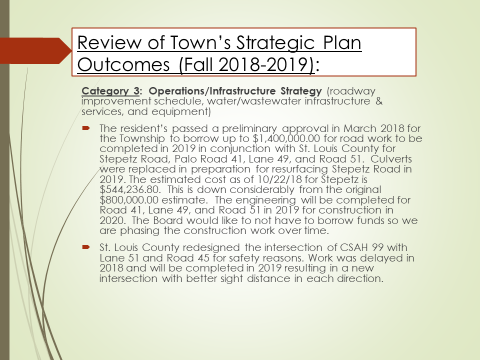 Review of Town's Strategic Plan
Outcomes (Fall 2018-2019):
Category 3: Operations/Infrastructure Strategy (roadway
improvement schedule, water/wastewater infrastructure &
services, and equipment)
The resident's passed a preliminary approval in March 2018 for
the Township to borrow up to $1,400,000.00 for road work to be
completed in 2019 in conjunction with St. Louis County for
Stepetz Road, Palo Road 41, Lane 49, and Road 51. Culverts
were replaced in preparation for resurfacing Stepetz Road in
2019. The estimated cost as of 10/22/18 for Stepetz is
$544,236.80. This is down considerably from the original
$800,000.00 estimate. The engineering will be completed for
Road 41, Lane 49, and Road 51 in 2019 for construction in
2020. The Board would like to not have to borrow funds so we
are phasing the construction work over time.
St. Louis County redesigned the intersection of CSAH 99 with
Lane 51 and Road 45 for safety reasons. Work was delayed in
2018 and will be completed in 2019 resulting in a new
intersection with better sight distance in each direction.